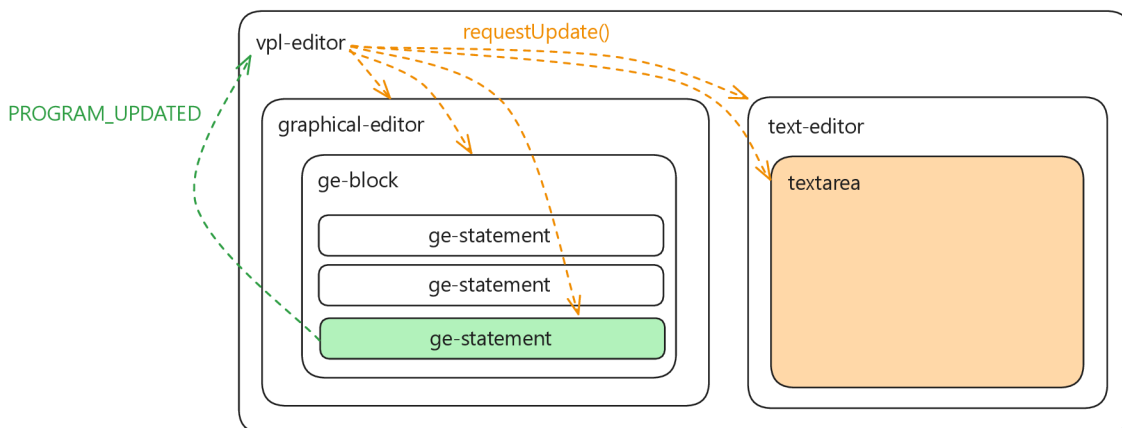 requestUpdate()
vpl-editor
PROGRAM_UPDATED
graphical-editor
text-editor
ge-block
textarea
ge-statement
ge-statement
ge-statement